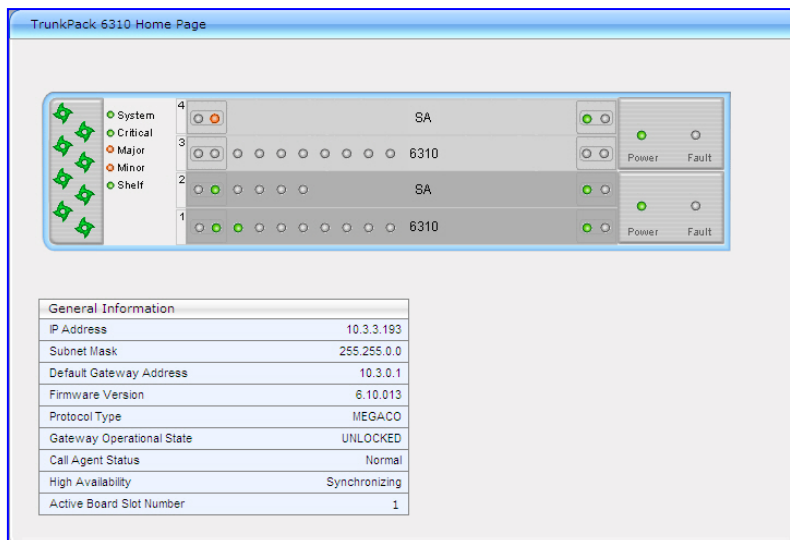 TrunkPack 6310 Home Page
System
Critical
Major
Minor
Shelf
4
SA
3
6310
Power Fault
2
SA
1
6310
Power Fault
General Information
IP Address 10.3.3.193
Subnet Mask 255.255.0.0
Default Gateway Address 10.3.0.1
Firmware Version 6.10.013
Protocol Type MEGACO
Gateway Operational State UNLOCKED
Call Agent Status Normal
High Availability Synchronizing
Active Board Slot Number 1